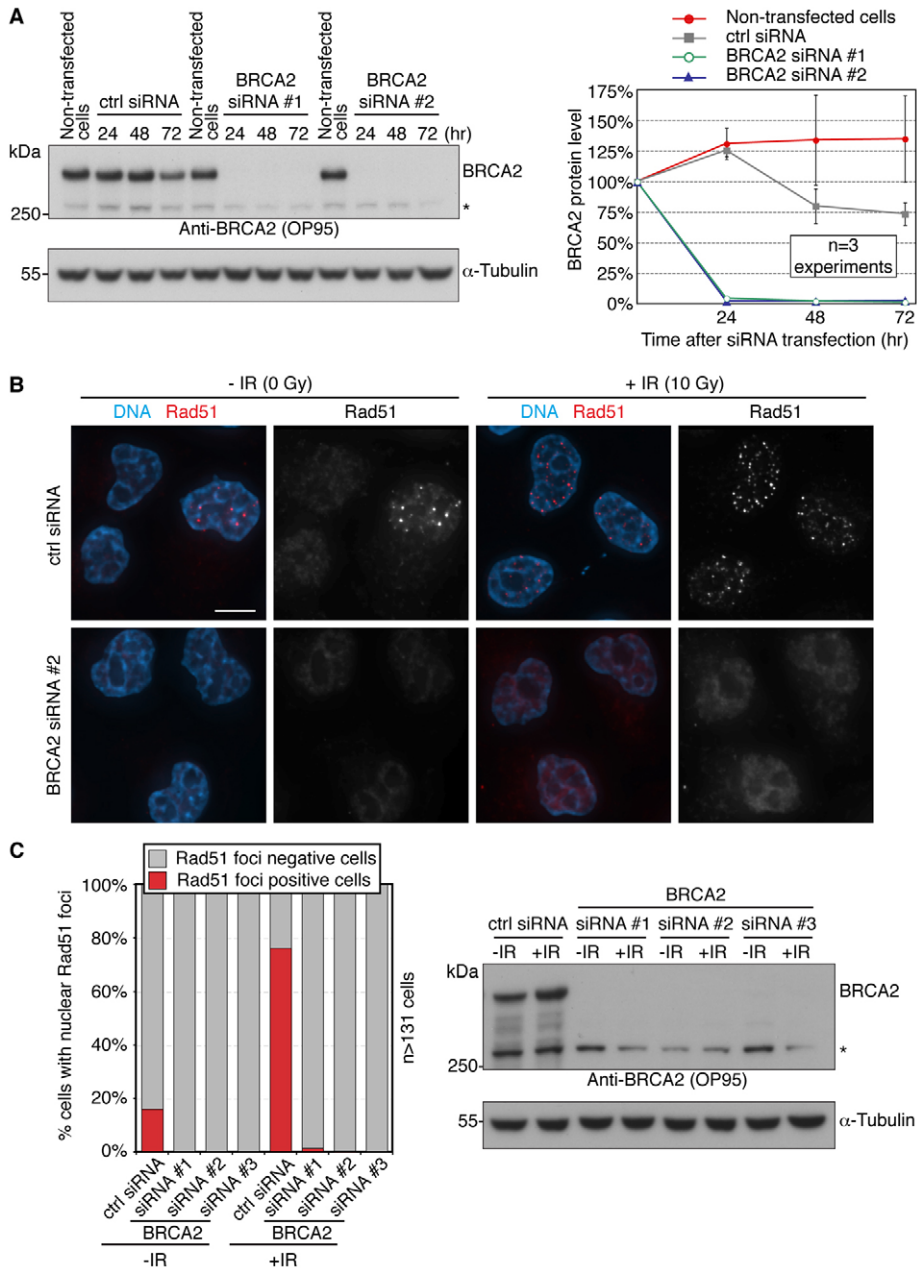 A
Non-transfected cells
ctrl siRNA
24 48 72
Non-transfected cells
BRCA2 siRNA #1
24 48 72
Non-transfected cells
BRCA2 siRNA #2
24 48 72 (hr)
kDa
BRCA2
250
*
Anti-BRCA2 (OP95)
55
α-Tubulin
Non-transfected cells
ctrl siRNA
BRCA2 siRNA #1
BRCA2 siRNA #2
BRCA2 protein level
175%
150%
125%
100%
75%
50%
25%
0%
n=3
experiments
24 48 72
Time after siRNA transfection (hr)
B
- IR (0 Gy)
+ IR (10 Gy)
DNA Rad51
Rad51
DNA Rad51
Rad51
ctrl siRNA
BRCA2 siRNA #2
C
Rad51 foci negative cells
Rad51 foci positive cells
% cells with nuclear Rad51 foci
100%
80%
60%
40%
20%
0%
n>131 cells
ctrl siRNA
siRNA #1
siRNA #2
siRNA #3
ctrl siRNA
siRNA #1
siRNA #2
siRNA #3
BRCA2
BRCA2
-IR
+IR
BRCA2
ctrl siRNA siRNA #1 siRNA #2 siRNA #3
-IR +IR -IR +IR -IR +IR -IR +IR
kDa
BRCA2
*
250
Anti-BRCA2 (OP95)
55
α-Tubulin